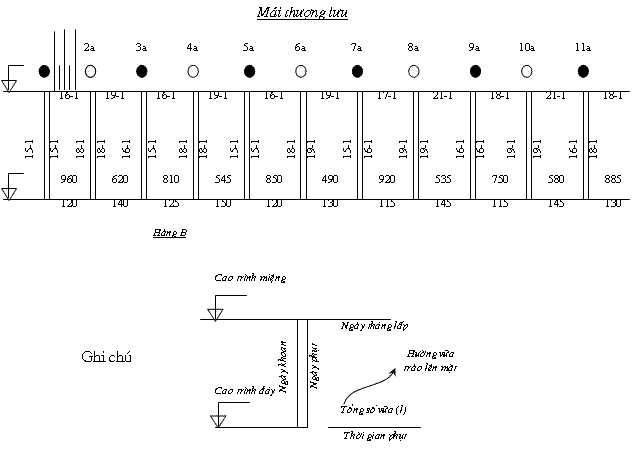 Mái thượng lưu
2a 3a 4a 5a 6a 7a 8a 9a 10a 11a
16-1 19-1 16-1 19-1 16-1 19-1 17-1 21-1 18-1 21-1 18-1
15-1 15-1 18-1 18-1 16-1 15-1 18-1 18-1 15-1 15-1 18-1 19-1 15-1 16-1 19-1 19-1 16-1 16-1 19-1 19-1 16-1 18-1
960 620 810 545 850 490 920 535 750 580 885
120 140 125 150 120 130 115 145 115 145 130
Hàng B
Cao trình miệng
Ngày tháng lấp
Ghi chú
Ngày khoan
Ngày phụt
Hướng vữa
trào lên mặt
Cao trình đáy
Tổng số vữa (l)
Thời gian phụt